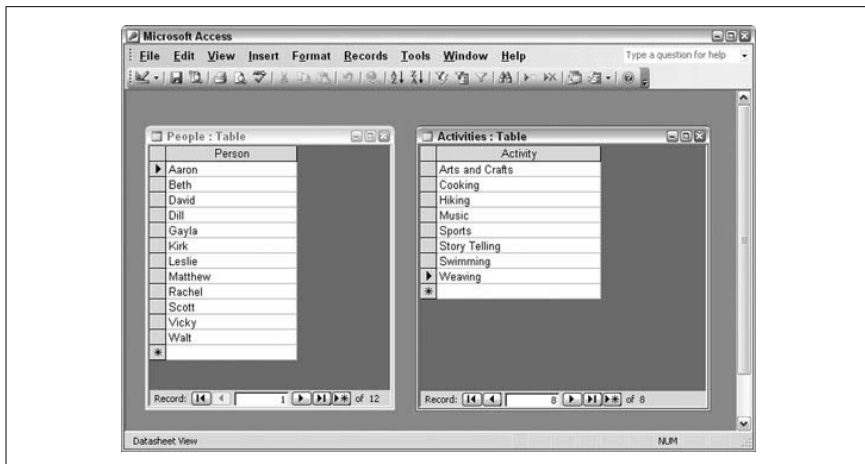 Microsoft Access
File Edit View Insert Format Records Tools Window Help Type a question for help
People : Table
Person
Aaron
Beth
David
Dill
Gayla
Kirk
Leslie
Matthew
Rachel
Scott
Vicky
Walt
Record: 1 of 12
Activities : Table
Activity
Arts and Crafts
Cooking
Hiking
Music
Sports
Story Telling
Swimming
Weaving
Record: 8 of 8
Datasheet View NUM